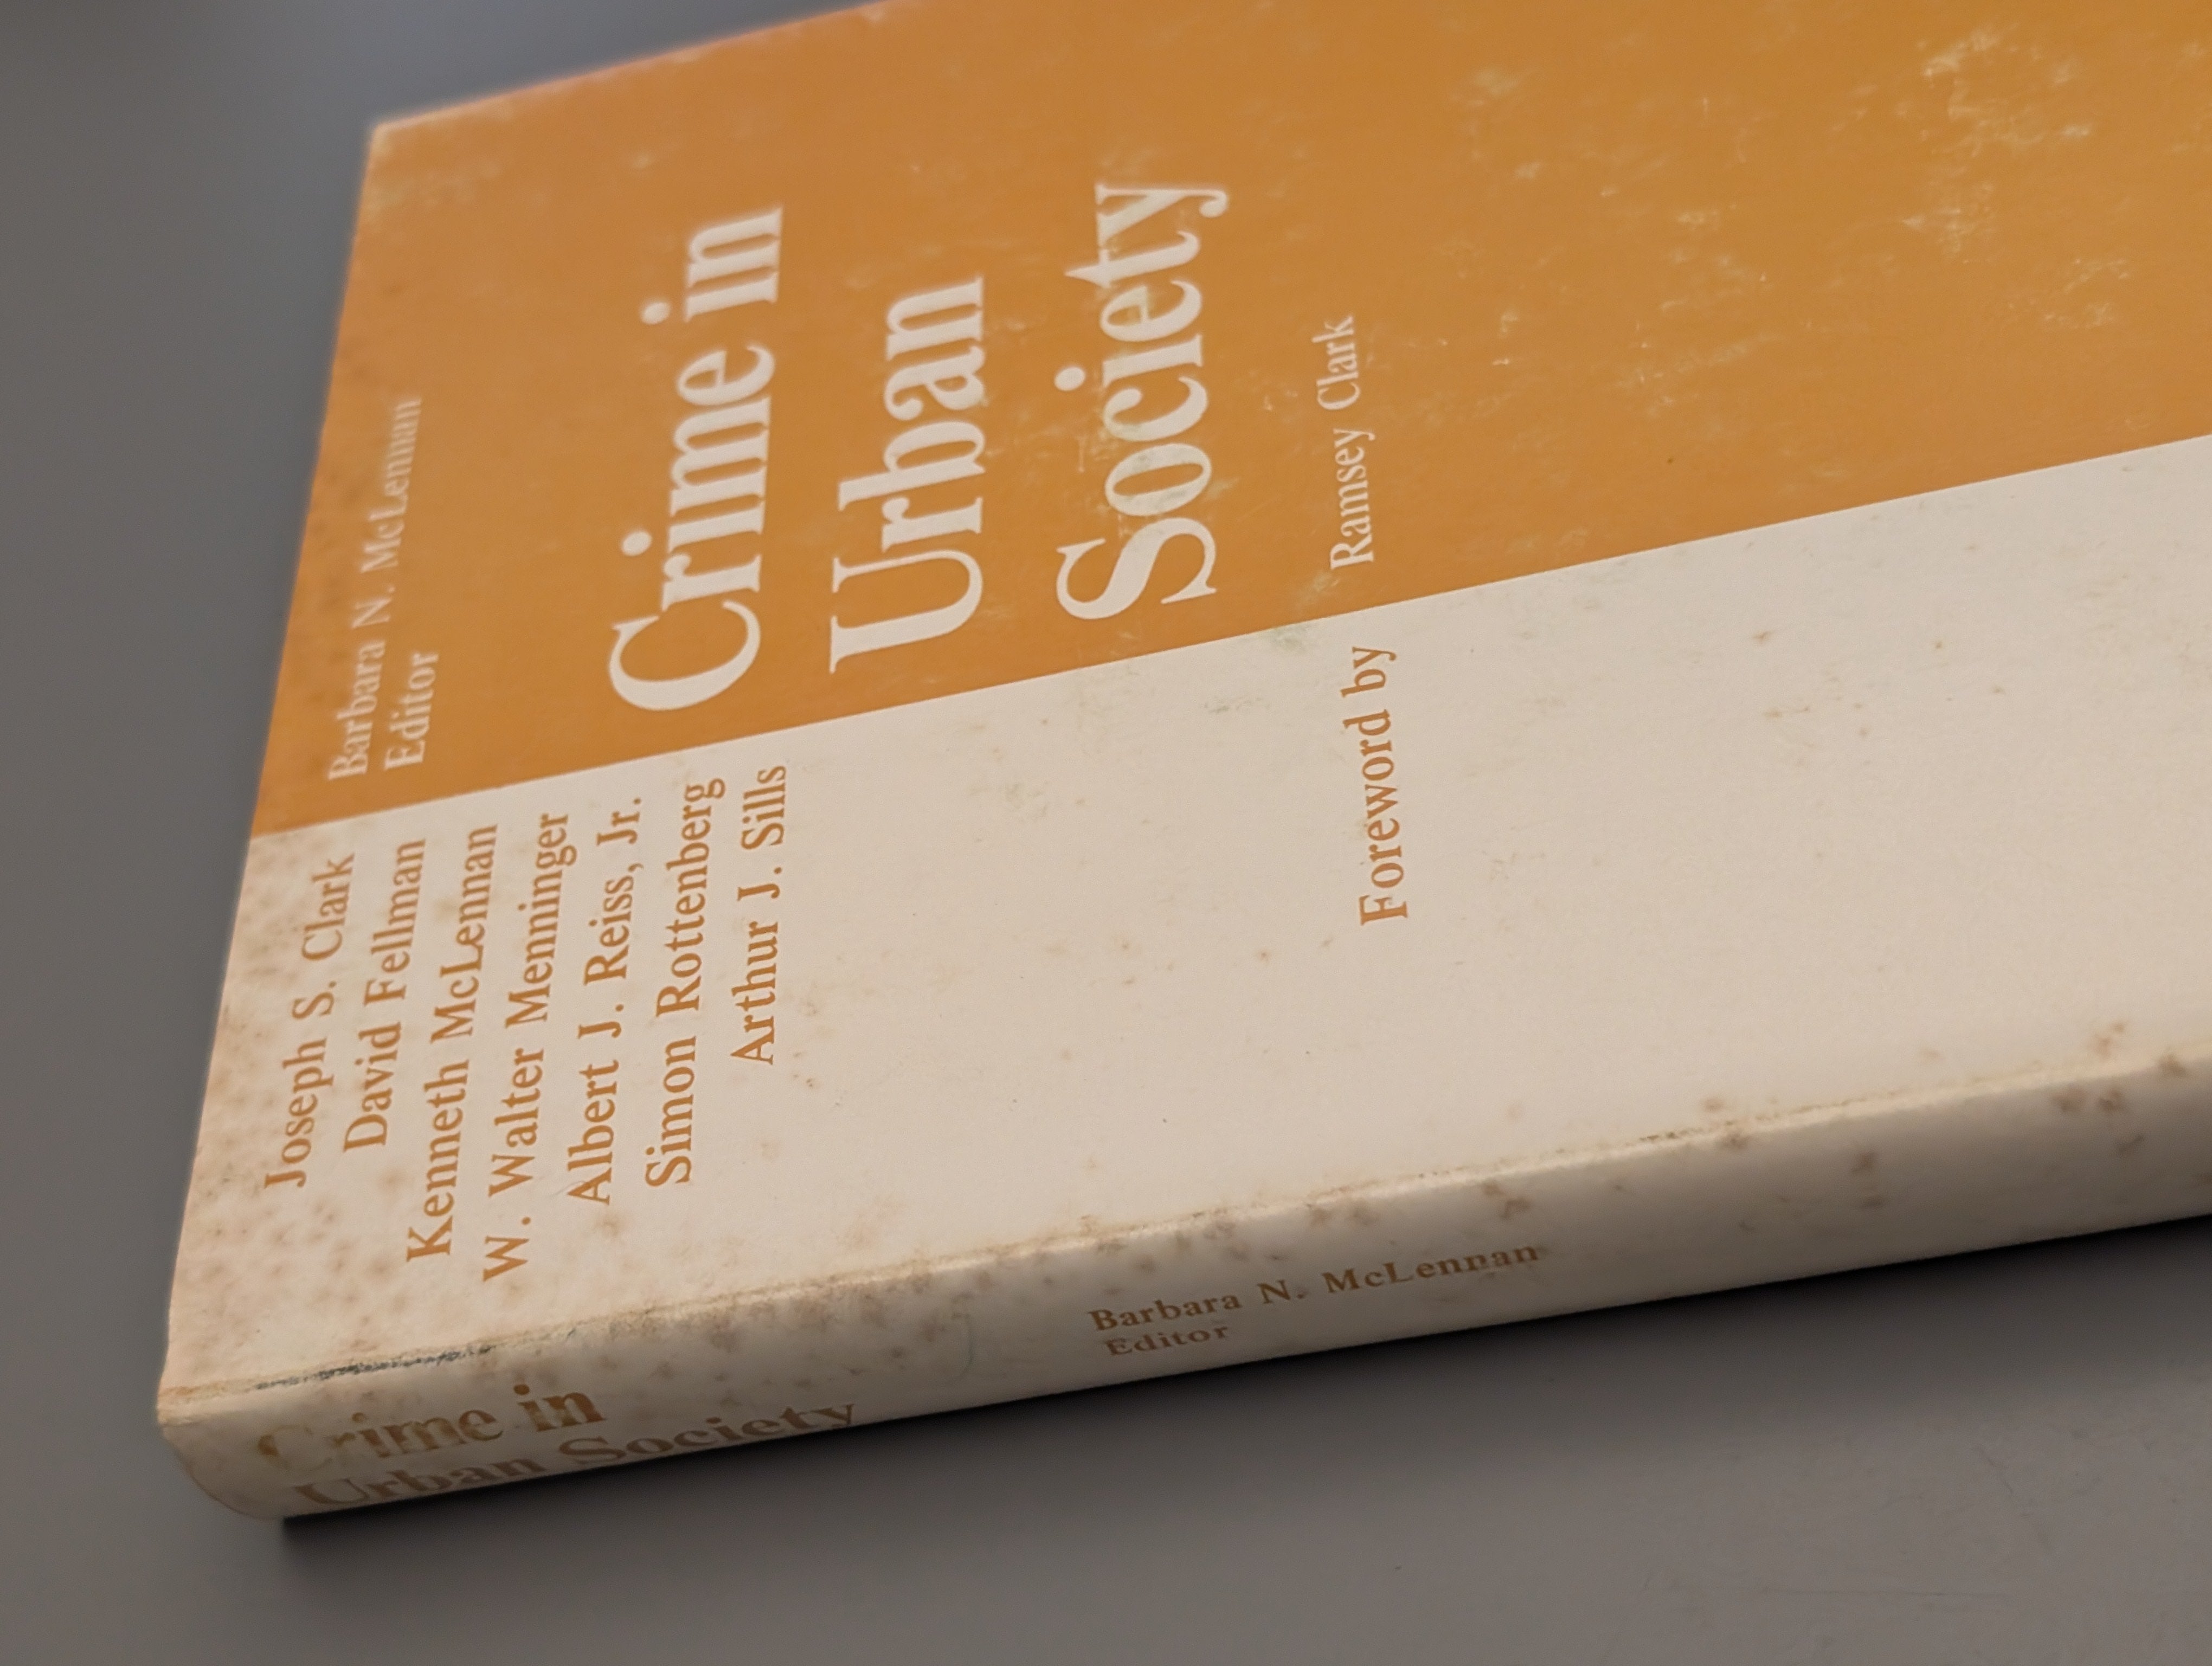 Barbara N. McLennan
Editor
Joseph S. Clark
David Fellman
Kenneth McLennan
W. Walter Menninger
Albert J. Reiss, Jr.
Simon Rottenberg
Arthur J. Sills
Crime in
Urban
Society
Foreword by Ramsey Clark
Crime in
Urban Society
Barbara N. McLennan
Editor